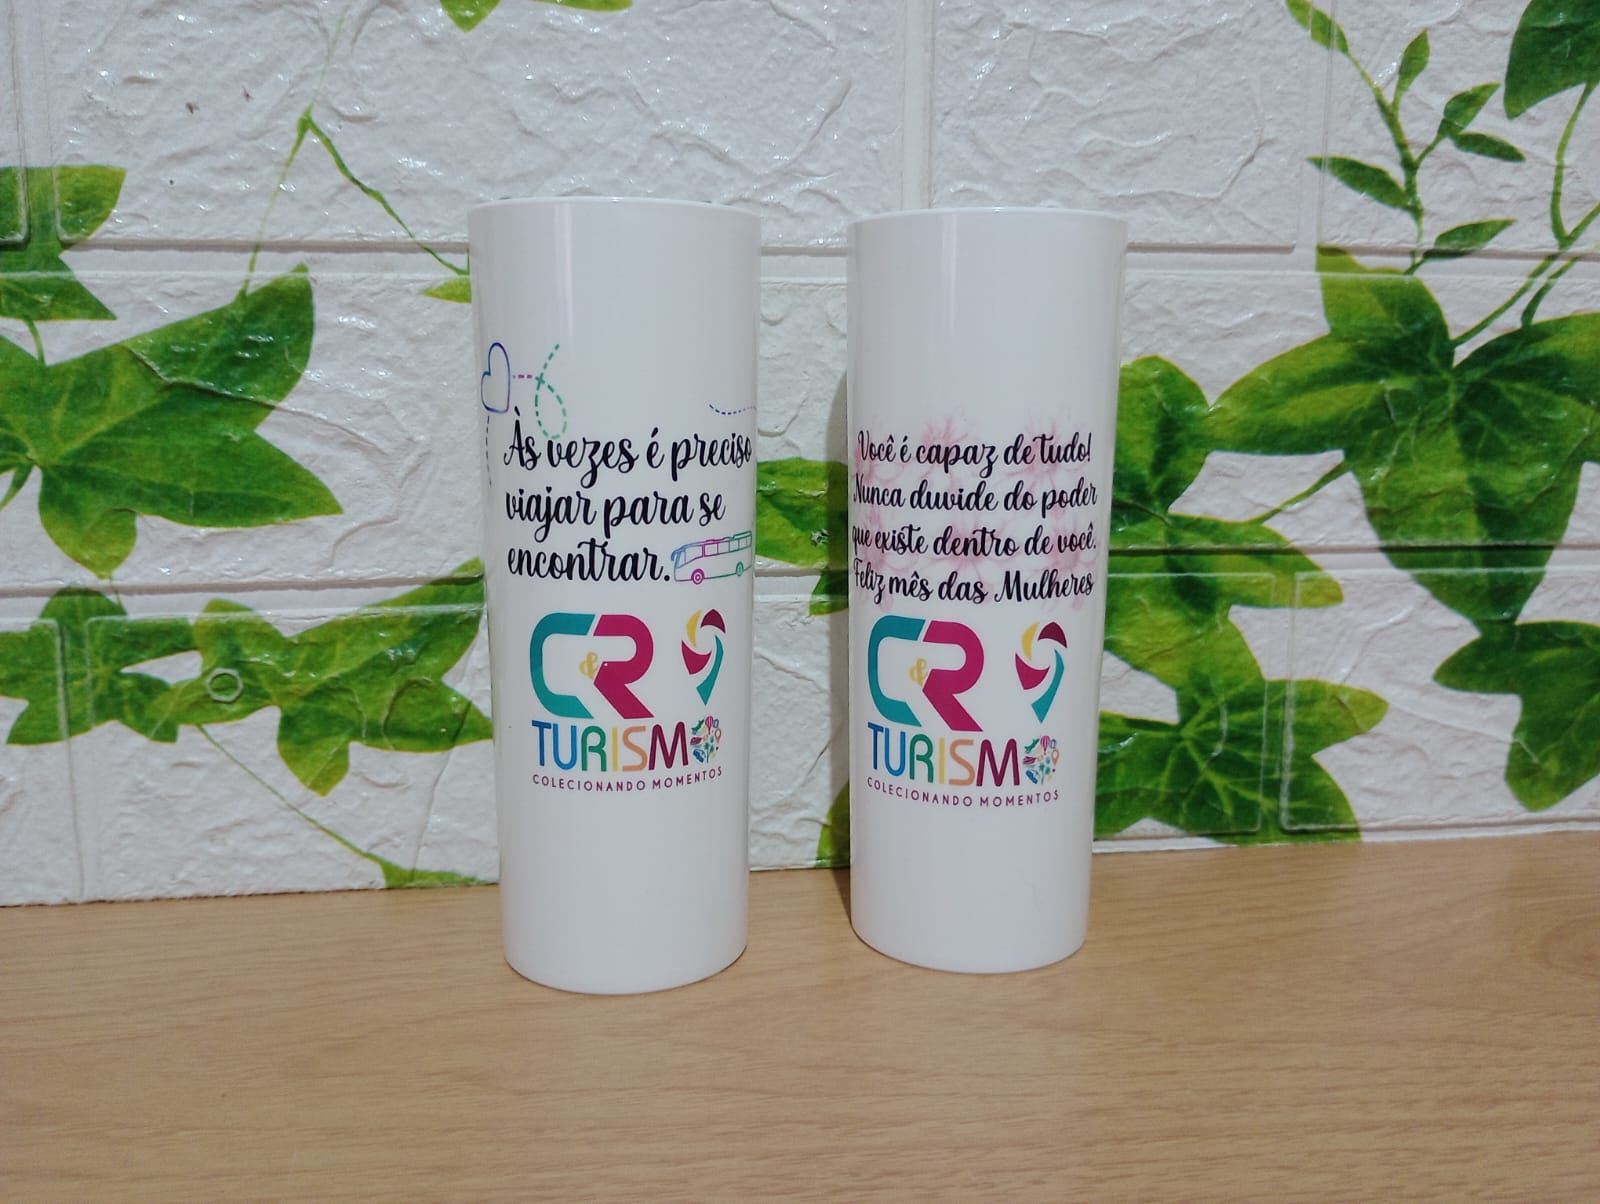 Às vezes é preciso
viajar para se
encontrar.
C&R
TURISMO
COLECIONANDO MOMENTOS
Você é capaz de tudo!
Nunca duvide do poder
que existe dentro de você.
Feliz mês das Mulheres
C&R
TURISMO
COLECIONANDO MOMENTOS